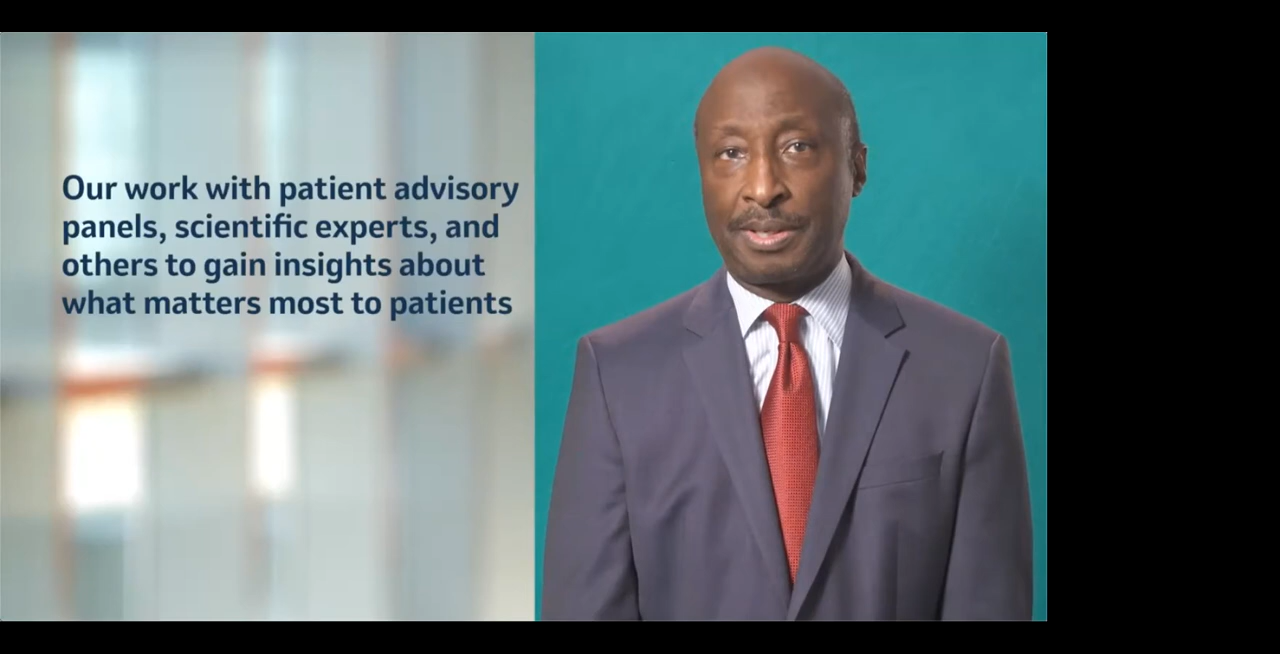 Our work with patient advisory
panels, scientific experts, and
others to gain insights about
what matters most to patients